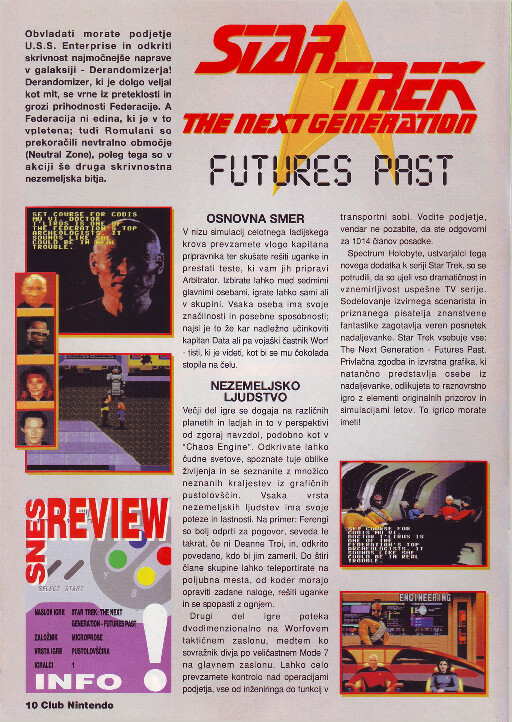 Obvladati morate podjetje
U.S.S. Enterprise in odkriti
skrivnost najmočnejše naprave
v galaksiji - Derandomizerja!
Derandomizer, ki je dolgo veljal
kot mit, se vrne iz preteklosti in
grozi prihodnosti Federacije. A
Federacija ni edina, ki je v to
vpletena; tudi Romulani so
prekoračili nevtralno območje
(Neutral Zone), poleg tega so v
akciji še druga skrivnostna
nezemeljska bitja.
STAR
TREK
THE NEXT GENERATION
FUTURES PAST
SET COURSE FOR CODIS
MU VI. DOCTOR
T'LIRUS IS ONE OF
THE FEDERATION'S TOP
ARCHEOLOGISTS. IT
SOUNDS LIKE SHE
COULD BE IN REAL
TROUBLE.
OSNOVNA SMER
V nizu simulacij celotnega ladijskega
krova prevzamete vlogo kapitana
pripravnika ter skušate rešiti uganke in
prestati teste, ki vam jih pripravi
Arbitrator. Izbirate lahko med sedmimi
glavnimi osebami, igrate lahko sami ali
v skupini. Vsaka oseba ima svoje
značilnosti in posebne sposobnosti;
najsi je to že kar nadležno učinkoviti
kapitan Data ali pa vojaški častnik Worf
- tisti, ki je videti, kot bi se mu čokolada
stopila na čelu.
NEZEMELJSKO
LJUDSTVO
Večji del igre se dogaja na različnih
planetih in ladjah in to v perspektivi
od zgoraj navzdol, podobno kot v
"Chaos Engine". Odkrivate lahko
čudne svetove, spoznate tuje oblike
življenja in se seznanite z množico
neznanih kraljestev iz grafičnih
pustolovščin. Vsaka vrsta
nezemeljskih ljudstev ima svoje
poteze in lastnosti. Na primer: Ferengi
so bolj odprti za pogovor, seveda le
takrat, če ni Deanne Troi, in, odkrito
povedano, kdo bi jim zameril. Do štiri
člane skupine lahko teleportirate na
poljubna mesta, od koder morajo
opraviti zadane naloge, rešiti uganke
in se spopasti z ognjem.
Drugi del igre poteka
dvodimenzionalno na Worfovem
taktičnem zaslonu, medtem ko
sovražnik divja po veličastnem Mode 7
na glavnem zaslonu. Lahko celo
prevzamete kontrolo nad operacijami
podjetja, vse od inženiringa do funkcij v
transportni sobi. Vodite podjetje,
vendar ne pozabite, da ste odgovorni
za 1014 članov posadke.
Spectrum Holobyte, ustvarjalci tega
novega dodatka k seriji Star Trek, so se
potrudili, da so ujeli vso dramatičnost in
vznemirljivost uspešne TV serije.
Sodelovanje izvirnega scenarista in
priznanega pisatelja znanstvene
fantastike zagotavlja veren posnetek
nadaljevanke. Star Trek vsebuje vse:
The Next Generation - Futures Past.
Privlačna zgodba in izvrstna grafika, ki
natančno predstavlja osebe iz
nadaljevanke, odlikujeta to raznovrstno
igro z elementi originalnih prizorov in
simulacijami letov. To igrico morate
imeti!
SET COURSE FOR
CODIS MU VI.
DOCTOR T'LIRUS IS
ONE OF THE
FEDERATION'S TOP
ARCHEOLOGISTS. IT
SOUNDS LIKE SHE
COULD BE IN REAL
TROUBLE.
ENGINEERING
SNES
REVIEW
SELECT START
Y
B
NASLOV IGRE STAR TREK: THE NEXT
GENERATION - FUTURES PAST
ZALOŽNIK MICROPROSE
VRSTA IGRE PUSTOLOVŠČINA
IGRALCI 1
INFO!
10 Club Nintendo